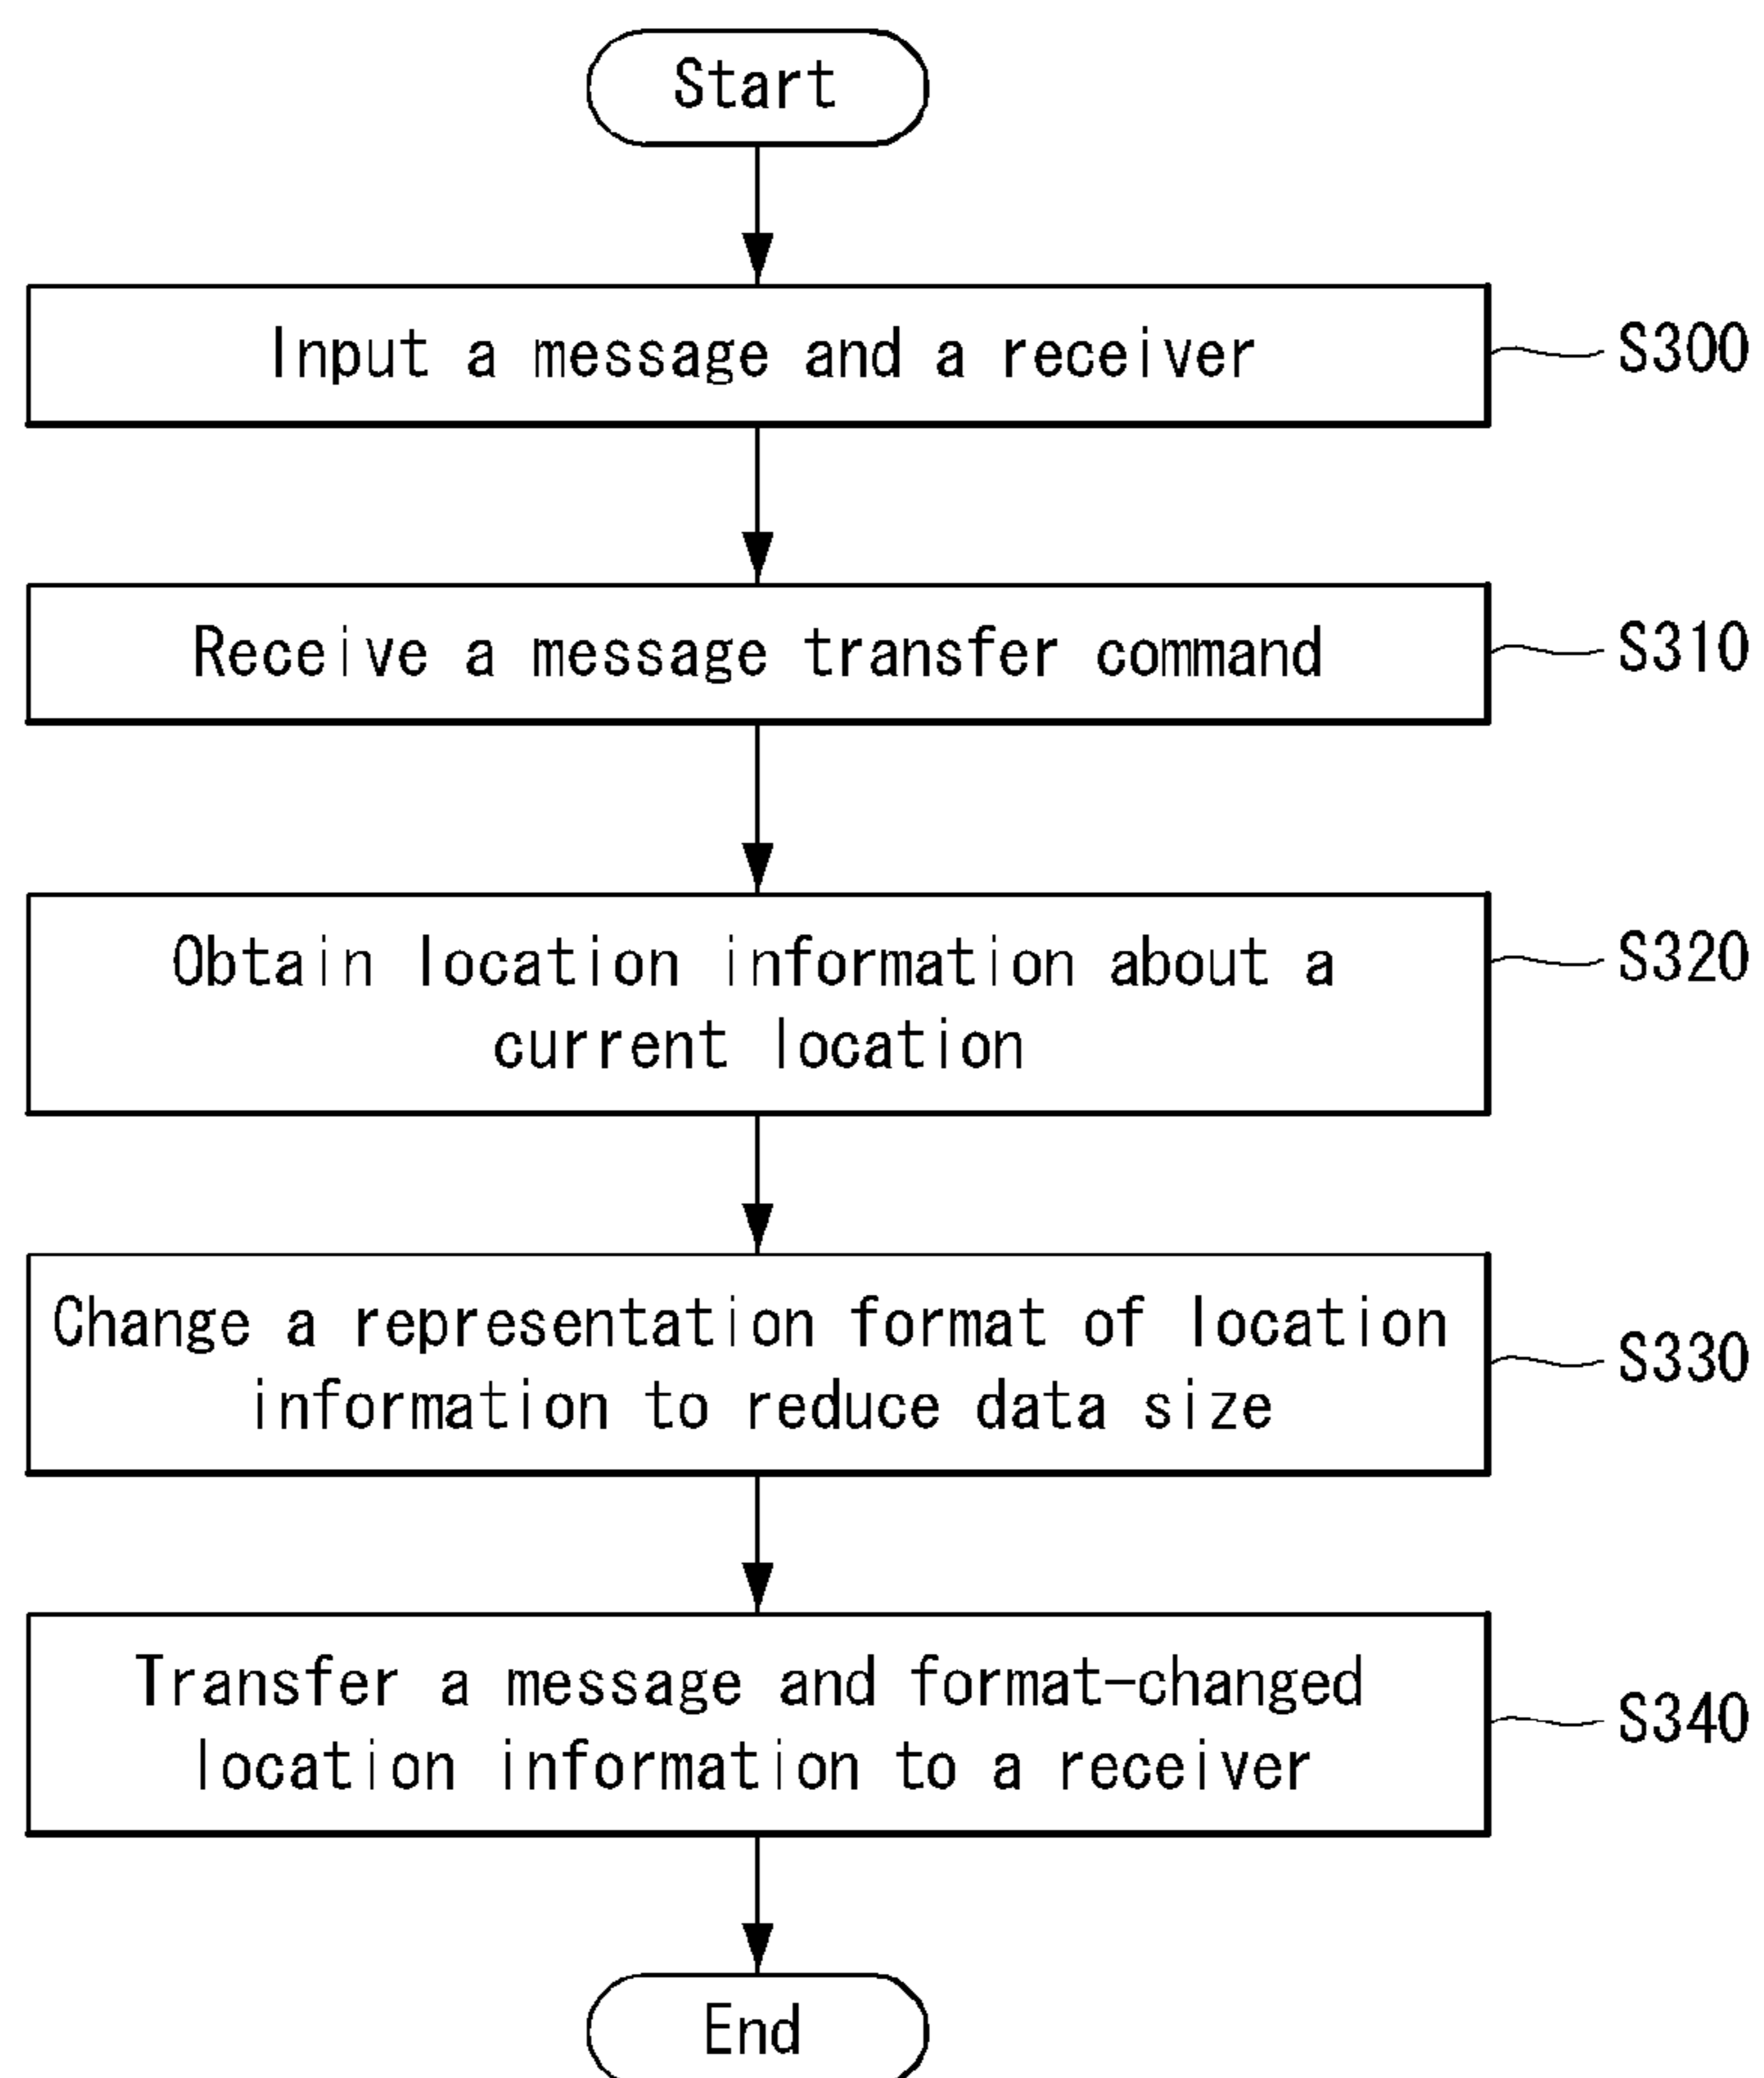 Start
Input a message and a receiver
S300
Receive a message transfer command
S310
Obtain location information about a
current location
S320
Change a representation format of location
information to reduce data size
S330
Transfer a message and format-changed
location information to a receiver
S340
End